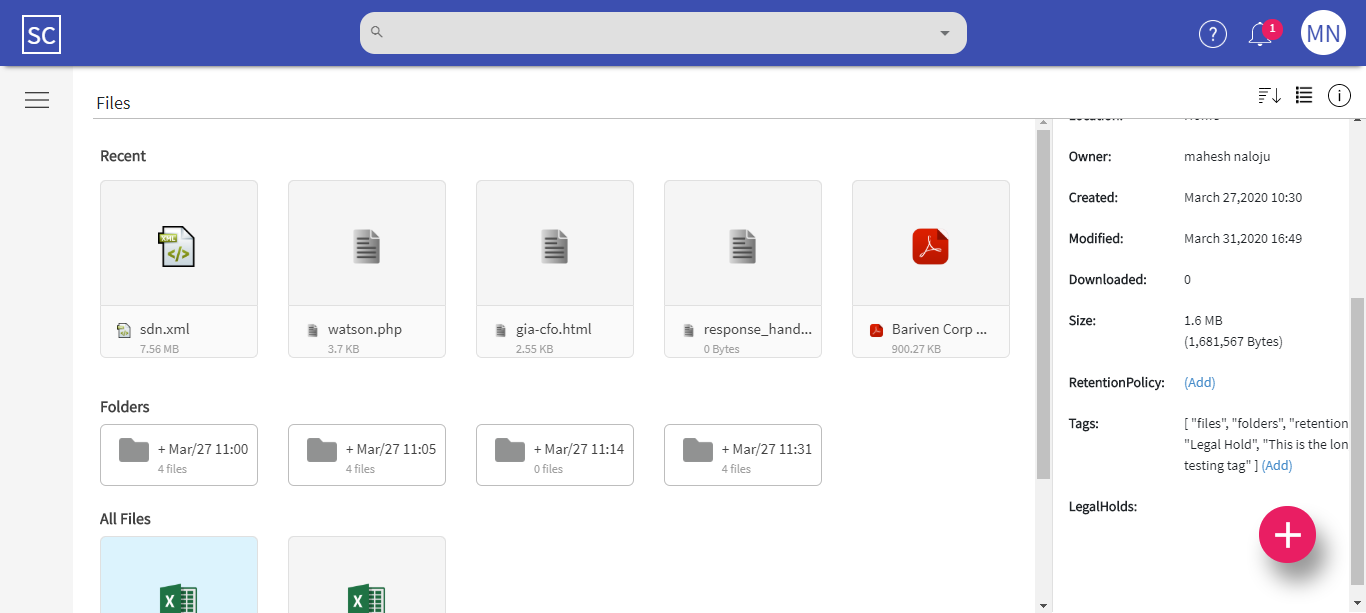 SC
?
1
MN
Files
i
Recent
XML
sdn.xml
7.56 MB
watson.php
3.7 KB
gia-cfo.html
2.55 KB
response_hand...
0 Bytes
Bariven Corp ...
900.27 KB
Folders
+ Mar/27 11:00
4 files
+ Mar/27 11:05
4 files
+ Mar/27 11:14
0 files
+ Mar/27 11:31
4 files
All Files
X
X
Owner: mahesh naloju
Created: March 27,2020 10:30
Modified: March 31,2020 16:49
Downloaded: 0
Size: 1.6 MB
(1,681,567 Bytes)
RetentionPolicy: (Add)
Tags: [ "files", "folders", "retention
"Legal Hold", "This is the lon
testing tag" ] (Add)
LegalHolds: